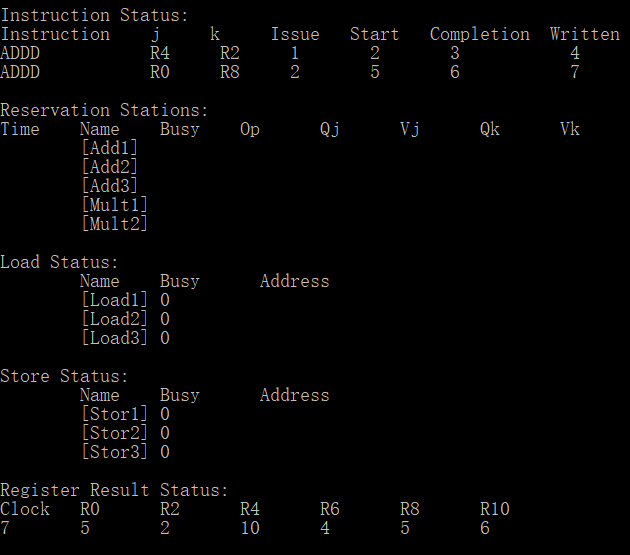 Instruction Status:
Instruction j k Issue Start Completion Written
ADDD R4 R2 1 2 3 4
ADDD R0 R8 2 5 6 7
Reservation Stations:
Time Name Busy Op Qj Vj Qk Vk
[Add1]
[Add2]
[Add3]
[Mult1]
[Mult2]
Load Status:
Name Busy Address
[Load1] 0
[Load2] 0
[Load3] 0
Store Status:
Name Busy Address
[Stor1] 0
[Stor2] 0
[Stor3] 0
Register Result Status:
Clock R0 R2 R4 R6 R8 R10
7 5 2 10 4 5 6